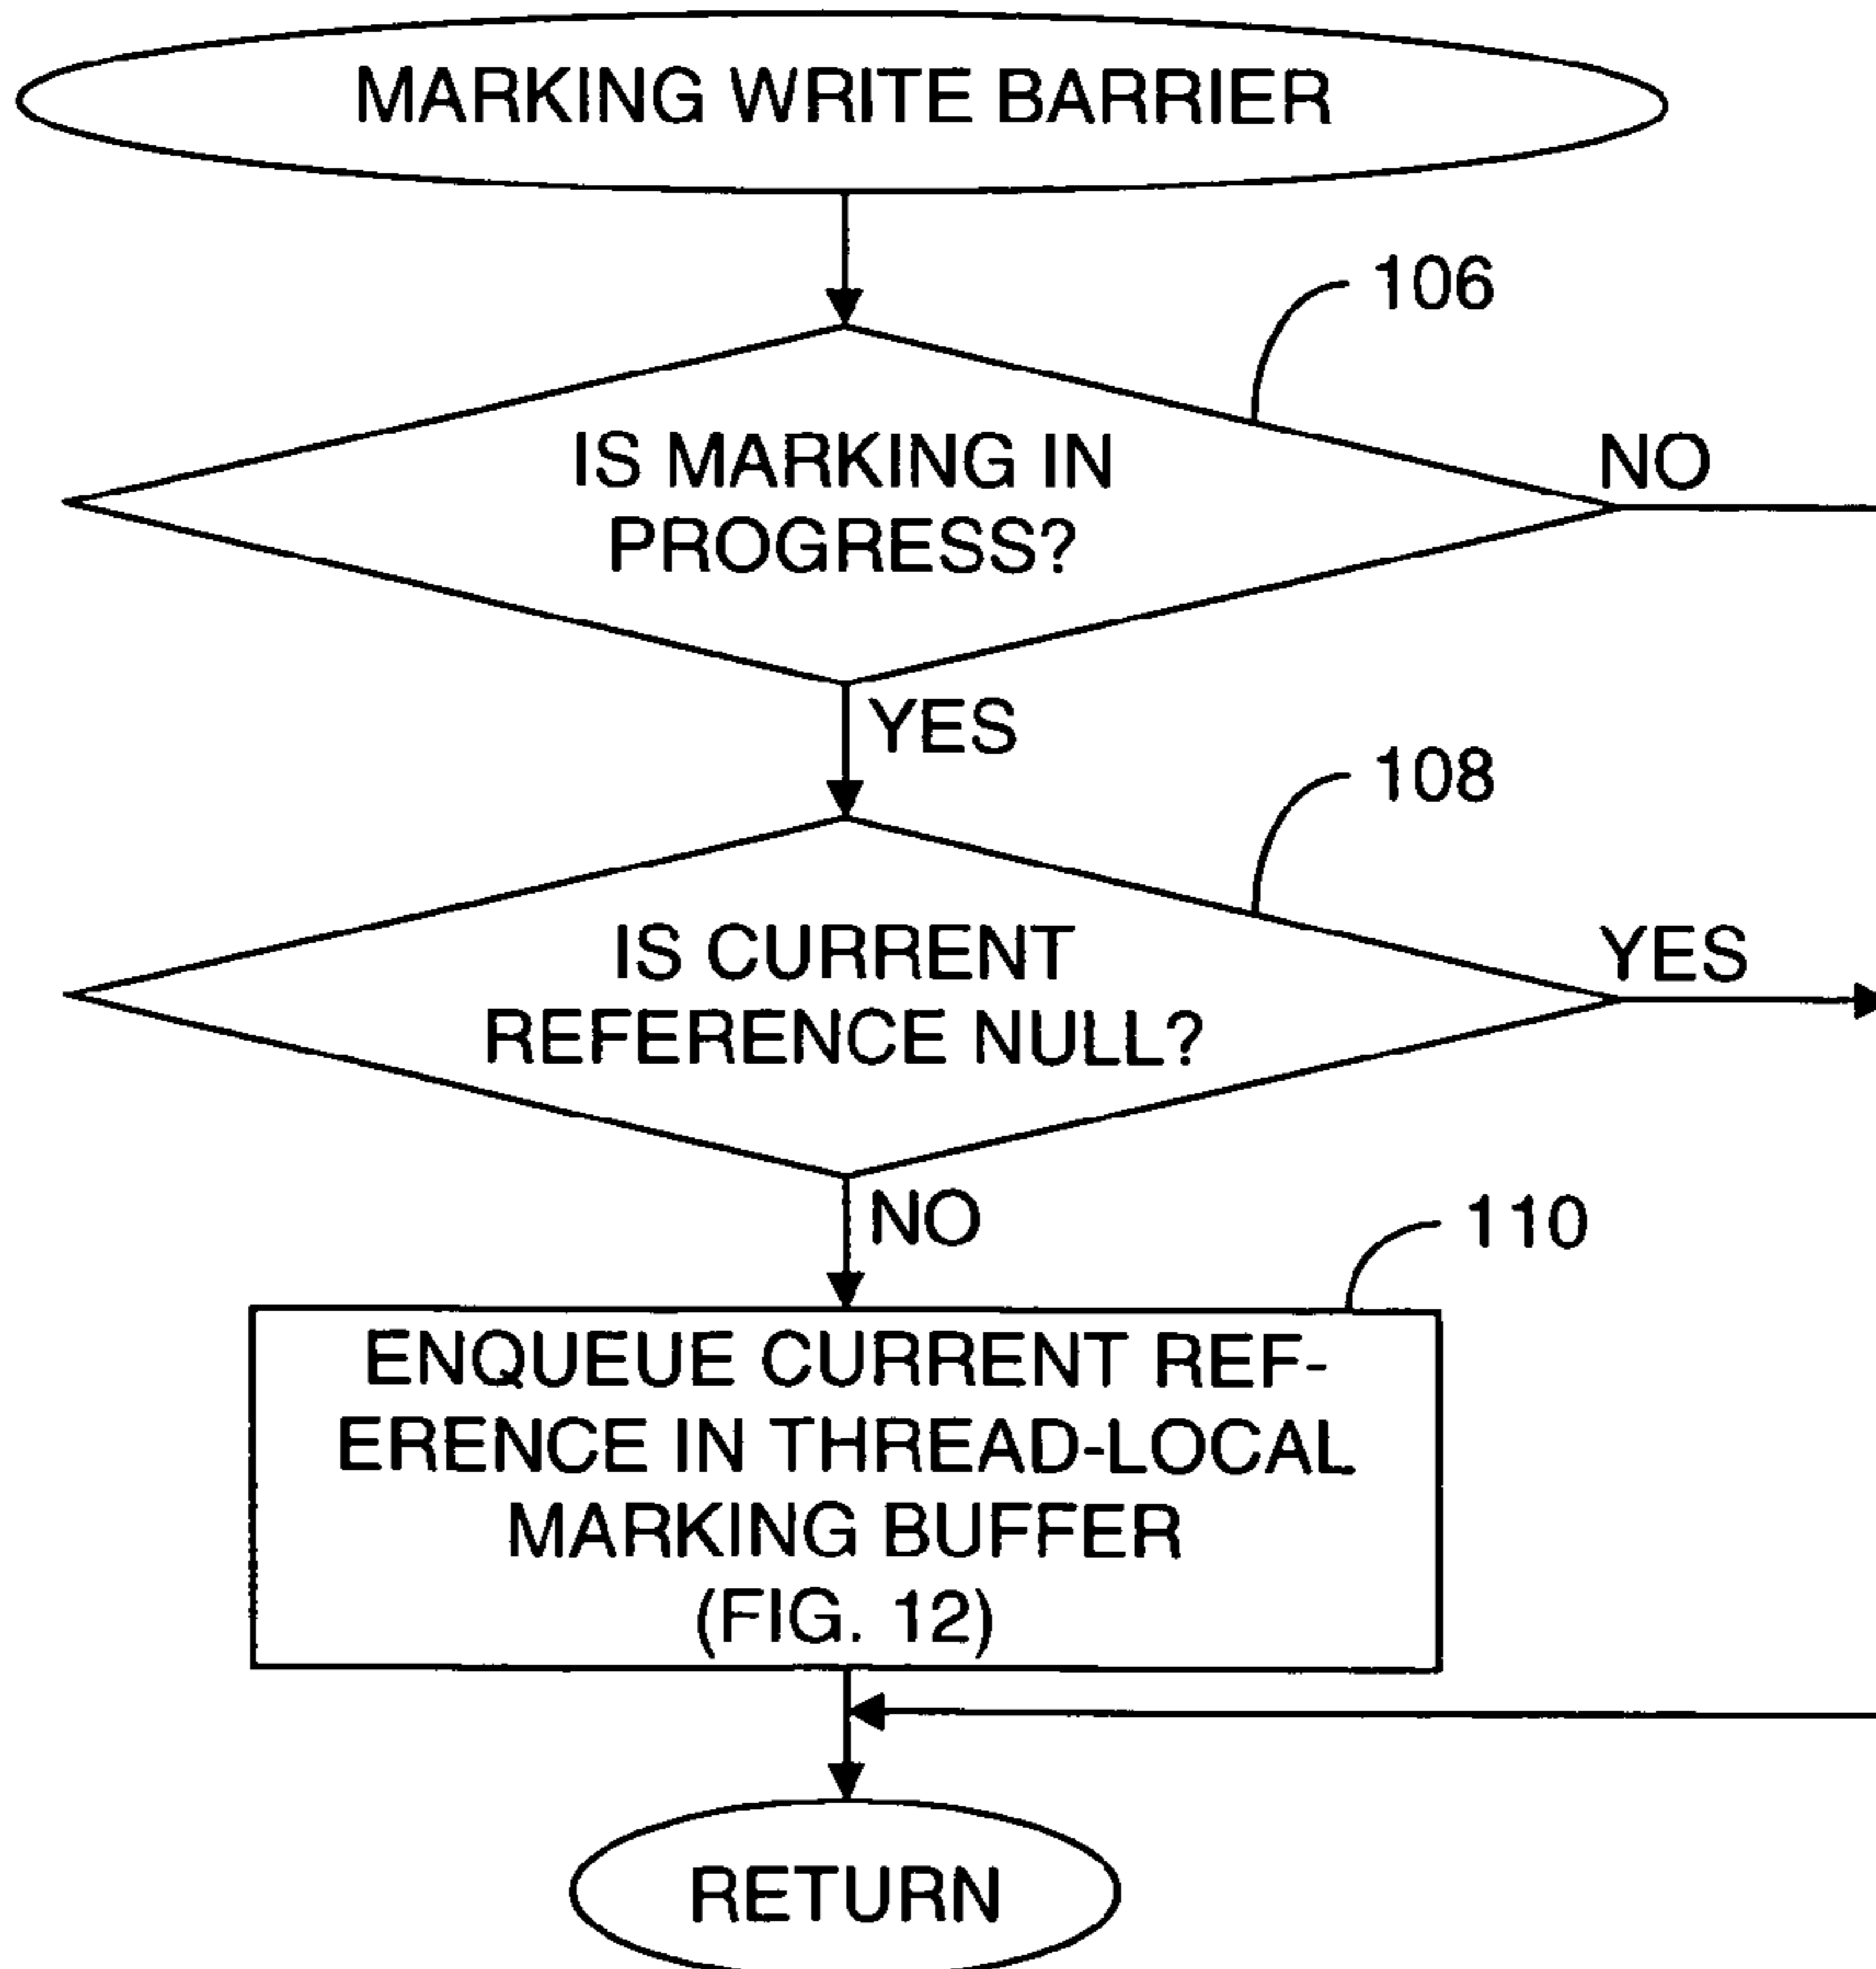 MARKING WRITE BARRIER
106
IS MARKING IN
PROGRESS?
NO
YES
108
IS CURRENT
REFERENCE NULL?
YES
NO
110
ENQUEUE CURRENT REF-
ERENCE IN THREAD-LOCAL
MARKING BUFFER
(FIG. 12)
RETURN